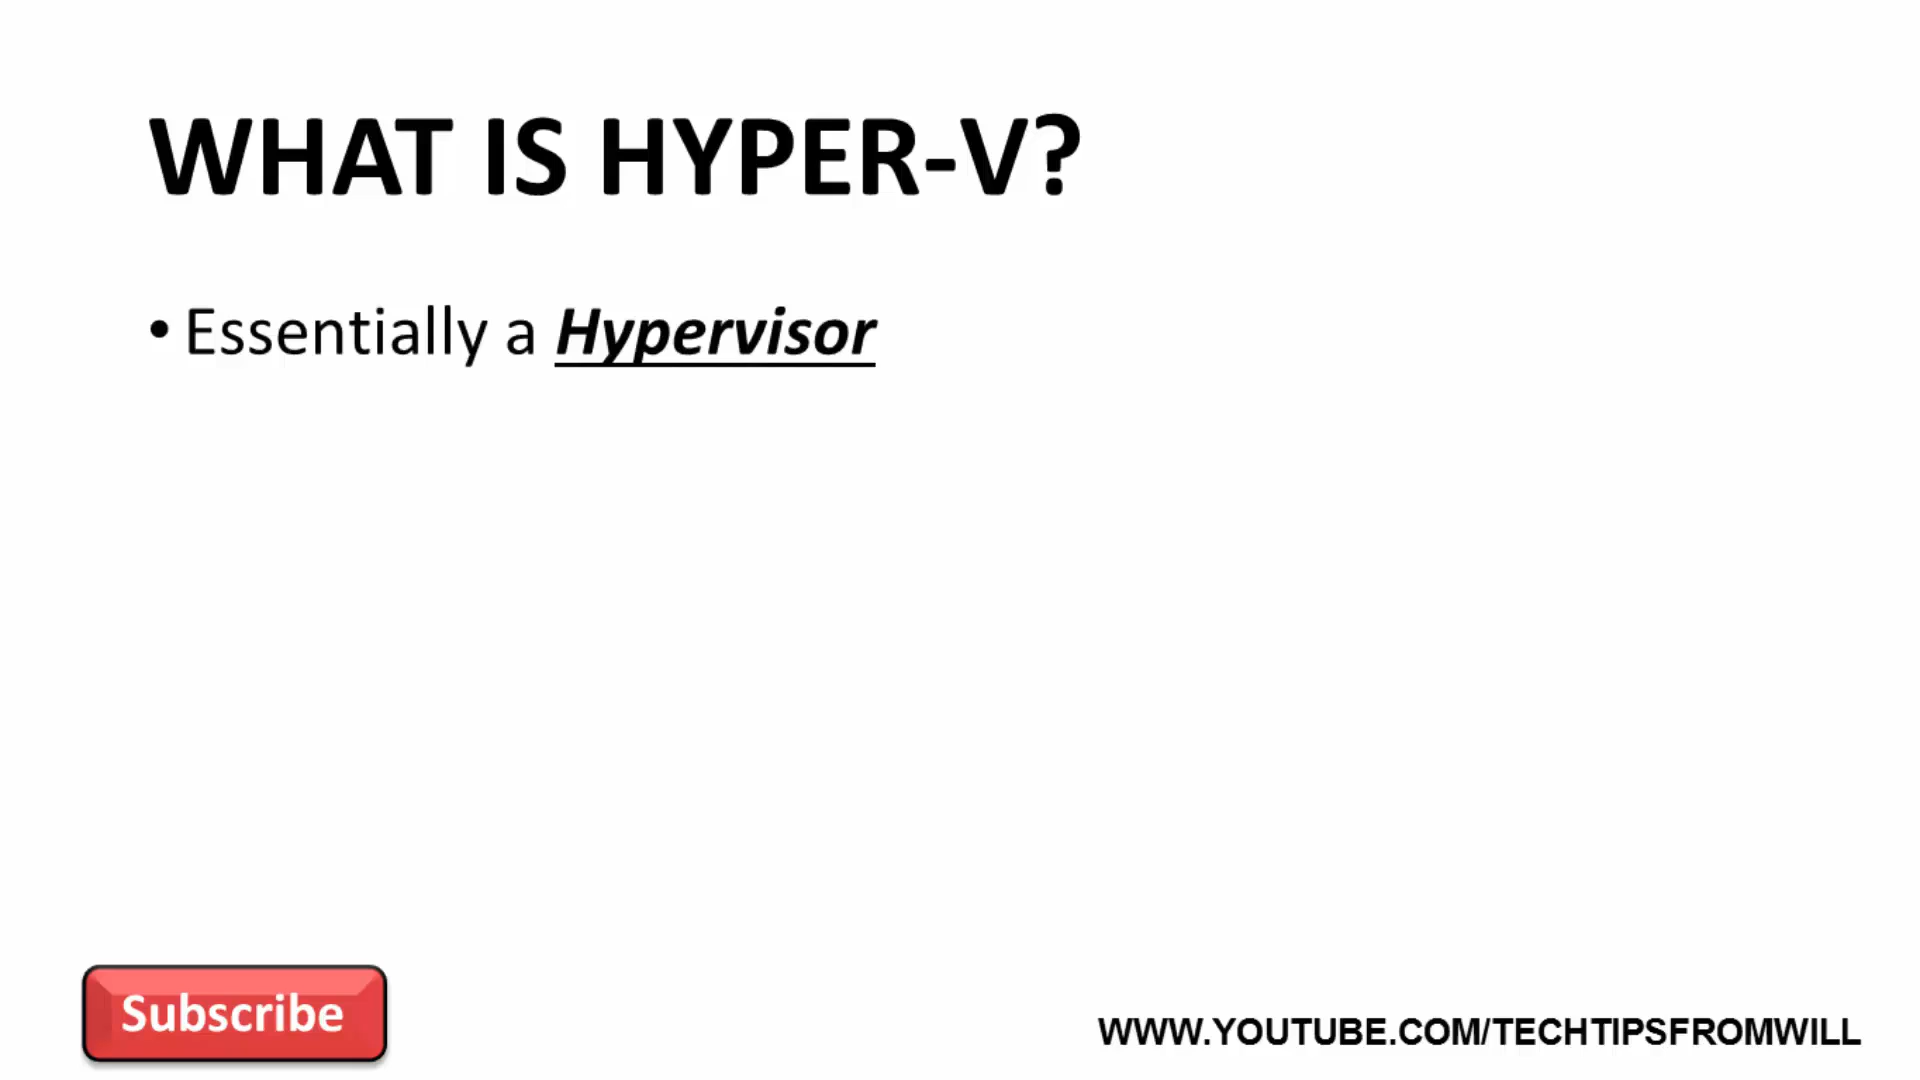 WHAT IS HYPER-V?
• Essentially a Hypervisor
Subscribe
WWW.YOUTUBE.COM/TECHTIPSFROMWILL